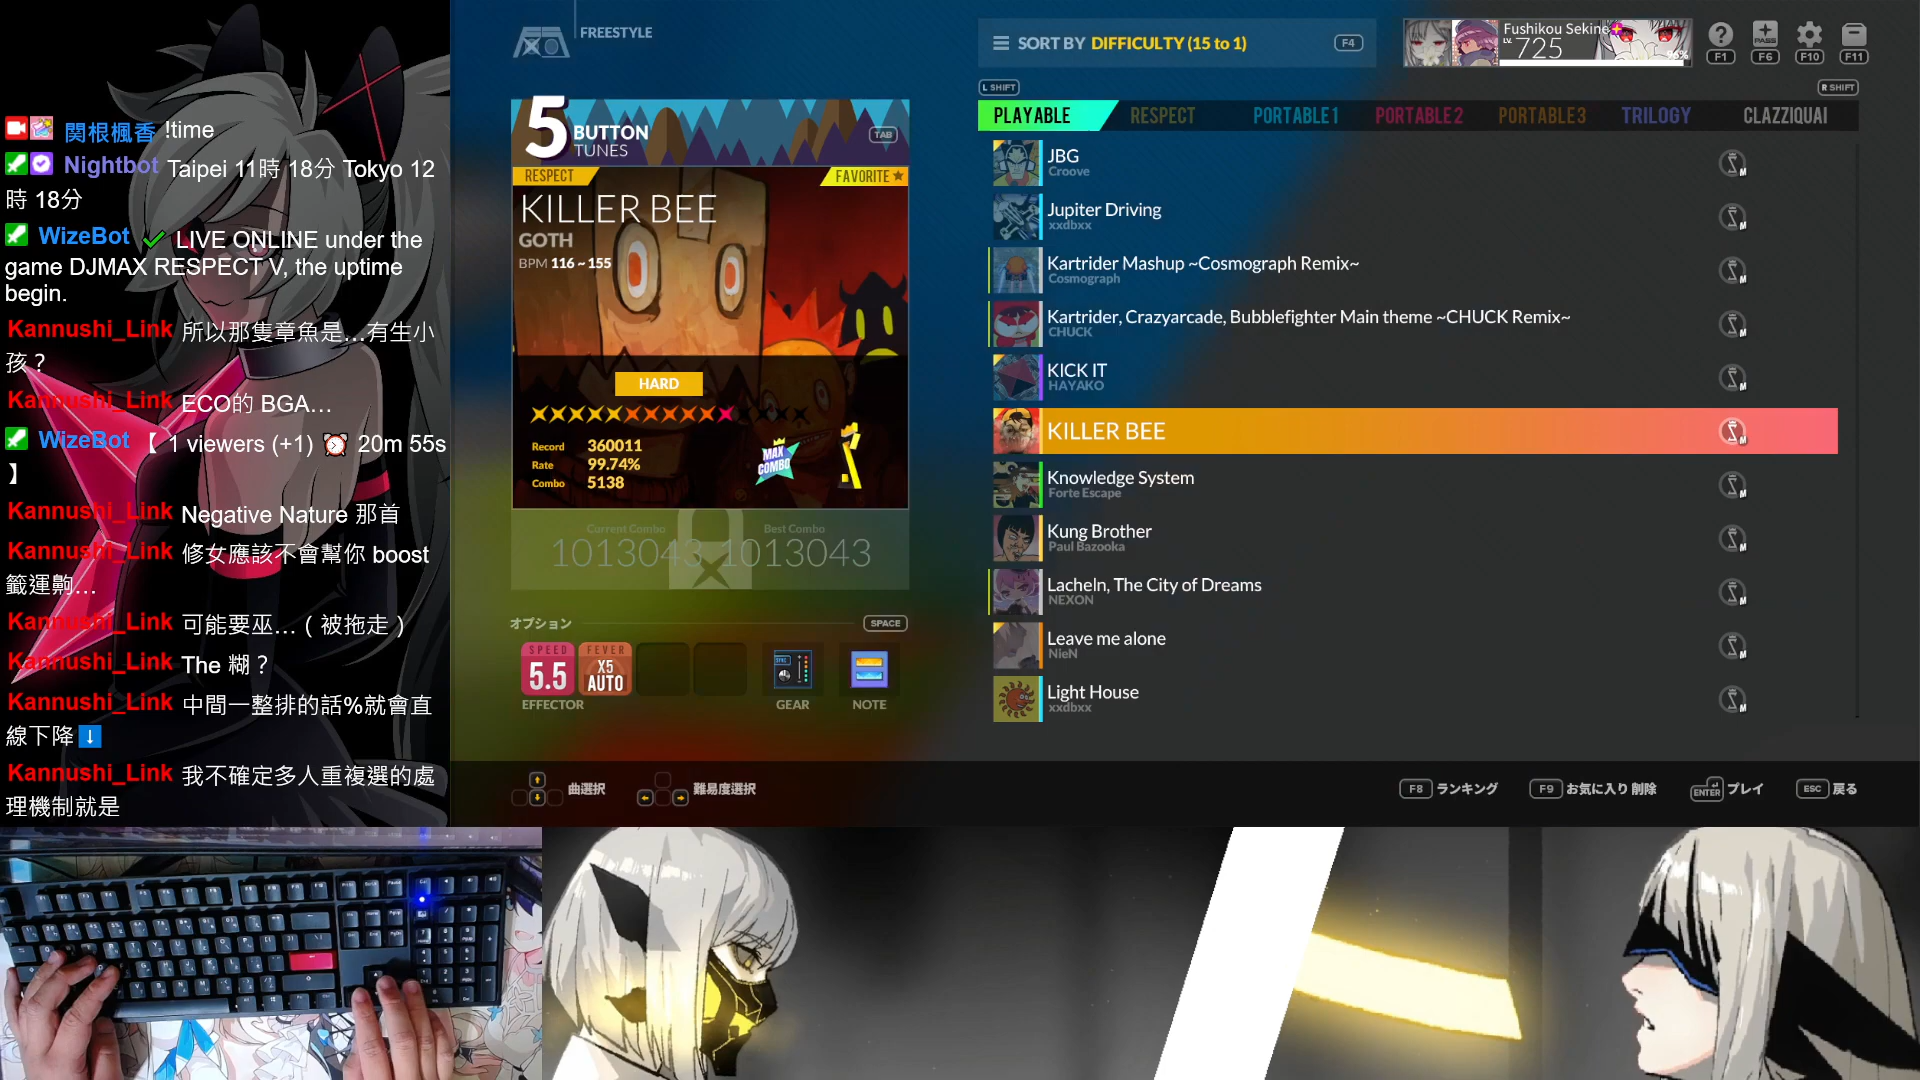 関根楓香 !time
Nightbot Taipei 11時 18分 Tokyo 12
時 18分
WizeBot LIVE ONLINE under the
game DJMAX RESPECT V, the uptime
begin.
Kannushi_Link 所以那隻章魚是…有生小
孩？
Kannushi_Link ECO的 BGA…
WizeBot 【 1 viewers (+1) ⏰ 20m 55s
】
Kannushi_Link Negative Nature 那首
Kannushi_Link 修女應該不會幫你 boost
籤運齁…
Kannushi_Link 可能要巫…（被拖走）
Kannushi_Link The 糊？
Kannushi_Link 中間一整排的話%就會直
線下降⬇
Kannushi_Link 我不確定多人重複選的處
理機制就是
FREESTYLE
5 BUTTON
TUNES
TAB
RESPECT
FAVORITE ★
KILLER BEE
GOTH
BPM 116 ~ 155
HARD
Record 360011
Rate 99.74%
Combo 5138
MAX
COMBO
Current Combo
1013043
Best Combo
1013043
オプション
SPACE
SPEED
5.5
FEVER
X5
AUTO
EFFECTOR
GEAR
NOTE
曲選択
難易度選択
SORT BY DIFFICULTY (15 to 1)
F4
Fushikou Sekine
LV. 725
96%
F1
PASS
F6
F10
F11
L SHIFT
R SHIFT
PLAYABLE
RESPECT
PORTABLE1
PORTABLE2
PORTABLE3
TRILOGY
CLAZZIQUAI
JBG
Croove
Jupiter Driving
xxdbxx
Kartrider Mashup ~Cosmograph Remix~
Cosmograph
Kartrider, Crazyarcade, Bubblefighter Main theme ~CHUCK Remix~
CHUCK
KICK IT
HAYAKO
KILLER BEE
Knowledge System
Forte Escape
Kung Brother
Paul Bazooka
Lacheln, The City of Dreams
NEXON
Leave me alone
NieN
Light House
xxdbxx
F8 ランキング
F9 お気に入り 削除
ENTER プレイ
ESC 戻る